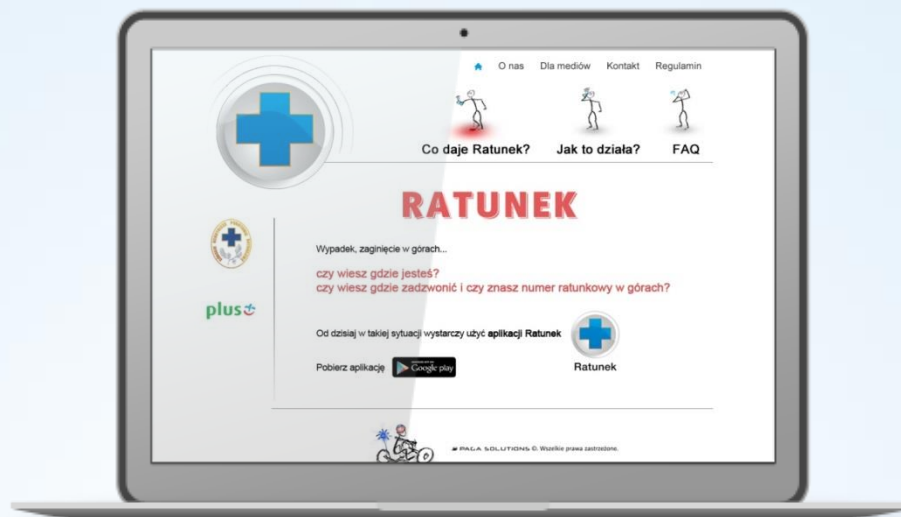 O nas Dla mediów Kontakt Regulamin
Co daje Ratunek? Jak to działa? FAQ
RATUNEK
Wypadek, zaginięcie w górach...
czy wiesz gdzie jesteś?
czy wiesz gdzie zadzwonić i czy znasz numer ratunkowy w górach?
plus
Od dzisiaj w takiej sytuacji wystarczy użyć aplikacji Ratunek
Pobierz aplikację Google play
Ratunek
PAGA SOLUTIONS ©. Wszelkie prawa zastrzeżone.